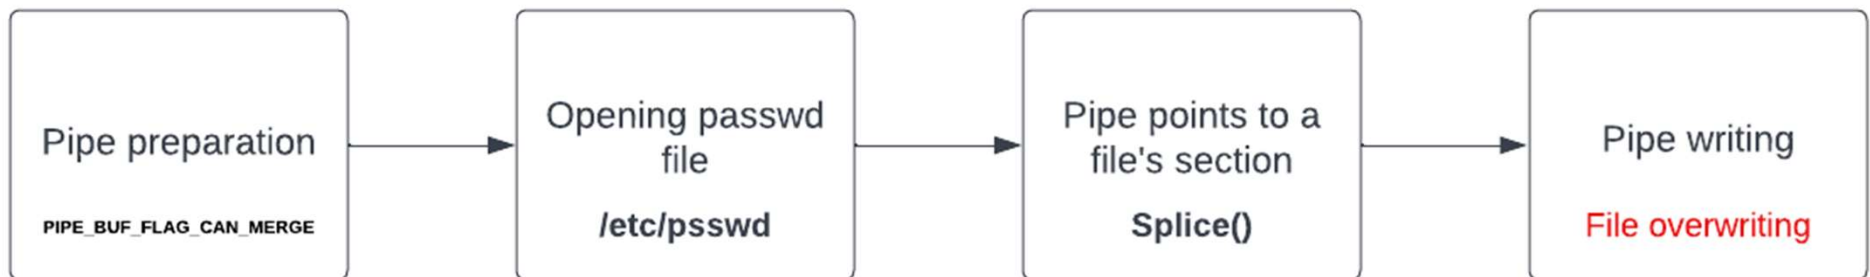 Pipe preparation
PIPE_BUF_FLAG_CAN_MERGE
Opening passwd
file
/etc/psswd
Pipe points to a
file's section
Splice()
Pipe writing
File overwriting